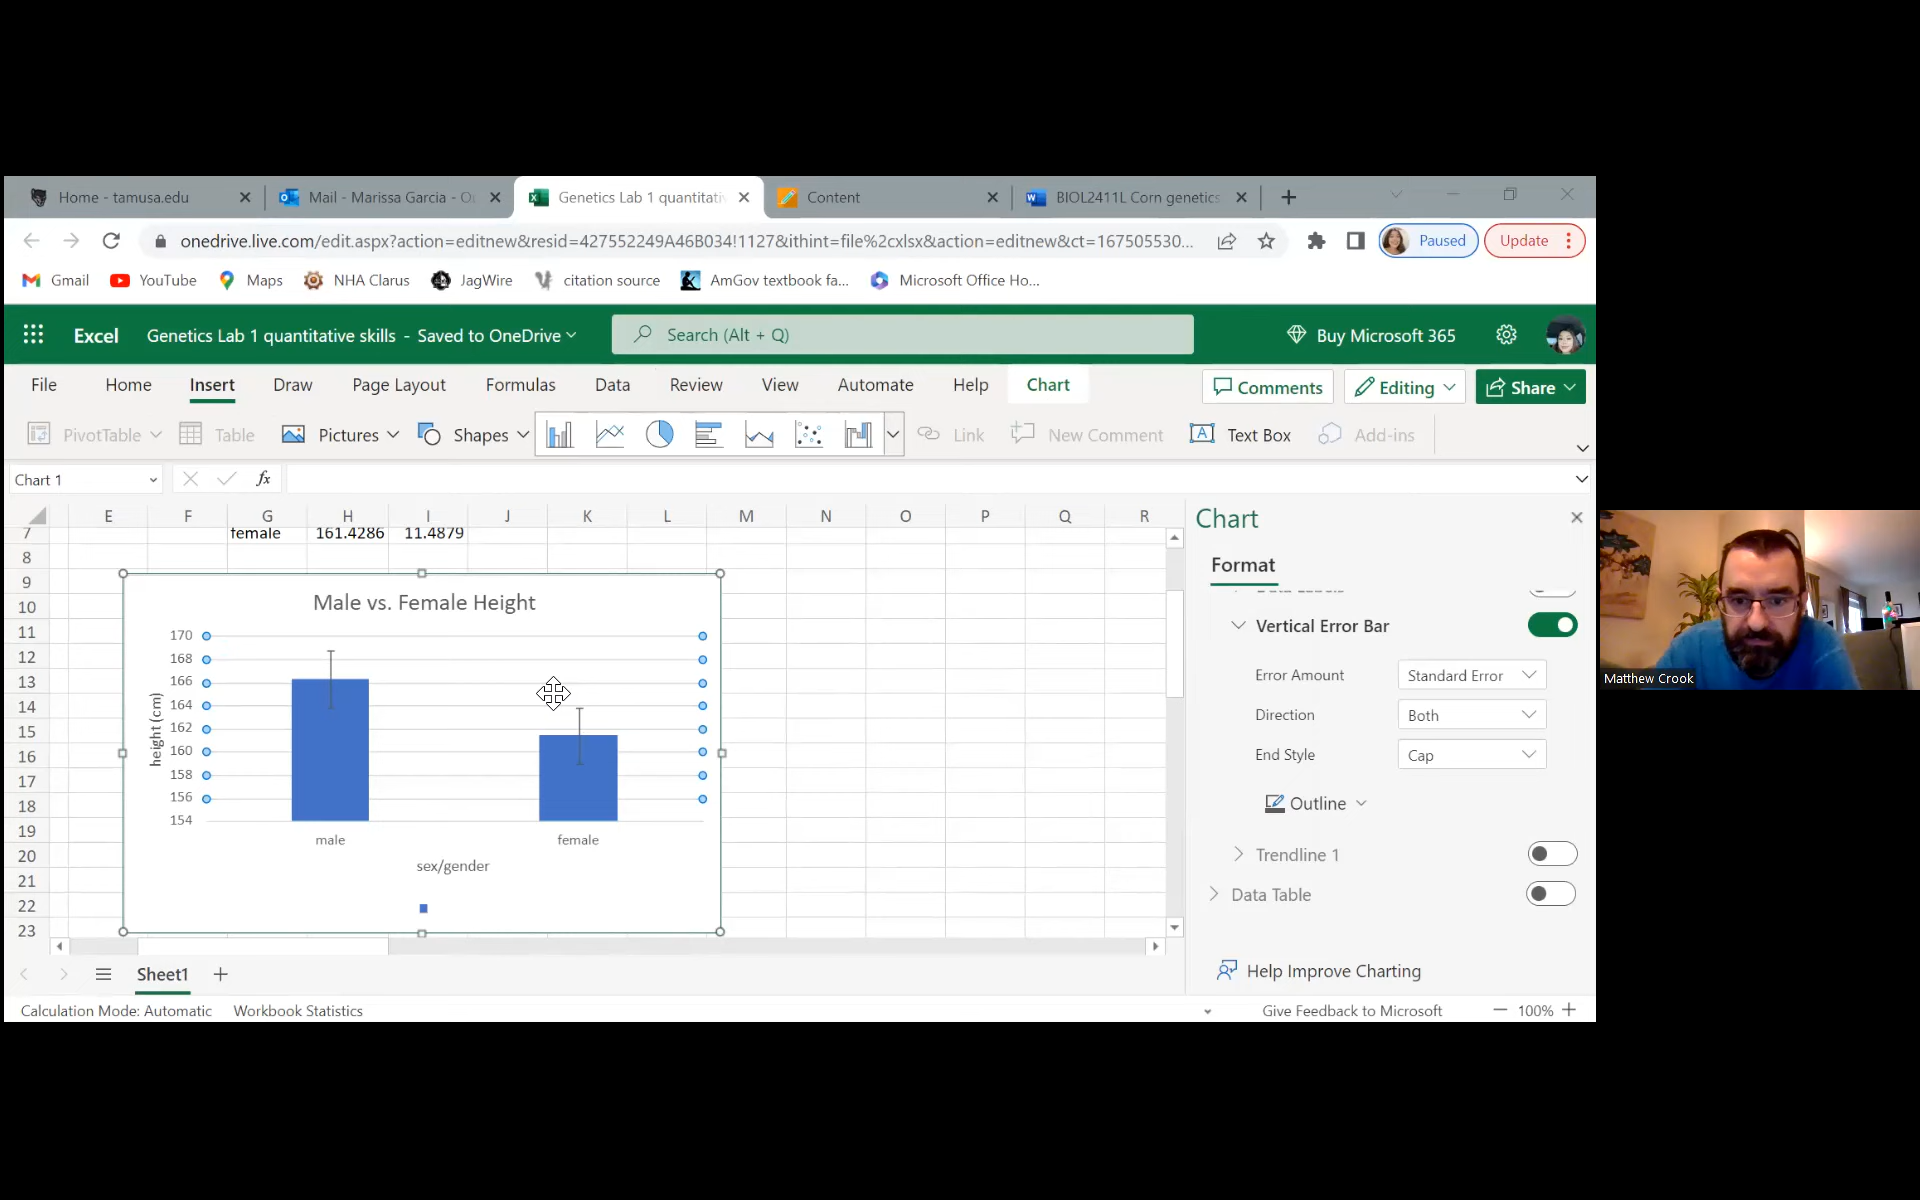 Home - tamusa.edu
Mail - Marissa Garcia - Ou
Genetics Lab 1 quantitati
Content
BIOL2411L Corn genetics
onedrive.live.com/edit.aspx?action=editnew&resid=427552249A46B034!1127&ithint=file%2cxlsx&action=editnew&ct=167505530...
Paused
Update
Gmail
YouTube
Maps
NHA Clarus
JagWire
citation source
AmGov textbook fa...
Microsoft Office Ho...
Excel
Genetics Lab 1 quantitative skills - Saved to OneDrive
Search (Alt + Q)
Buy Microsoft 365
File
Home
Insert
Draw
Page Layout
Formulas
Data
Review
View
Automate
Help
Chart
Comments
Editing
Share
PivotTable
Table
Pictures
Shapes
Link
New Comment
Text Box
Add-ins
Chart 1
fx
E F G H I J K L M N O P Q R
7 female 161.4286 11.4879
8
9
10
11
12
13
14
15
16
17
18
19
20
21
22
23
Male vs. Female Height
170
168
166
164
162
160
158
156
154
height (cm)
male
female
sex/gender
Chart
Format
Vertical Error Bar
Error Amount
Standard Error
Direction
Both
End Style
Cap
Outline
Trendline 1
Data Table
Help Improve Charting
Sheet1
Calculation Mode: Automatic
Workbook Statistics
Give Feedback to Microsoft
100%
Matthew Crook